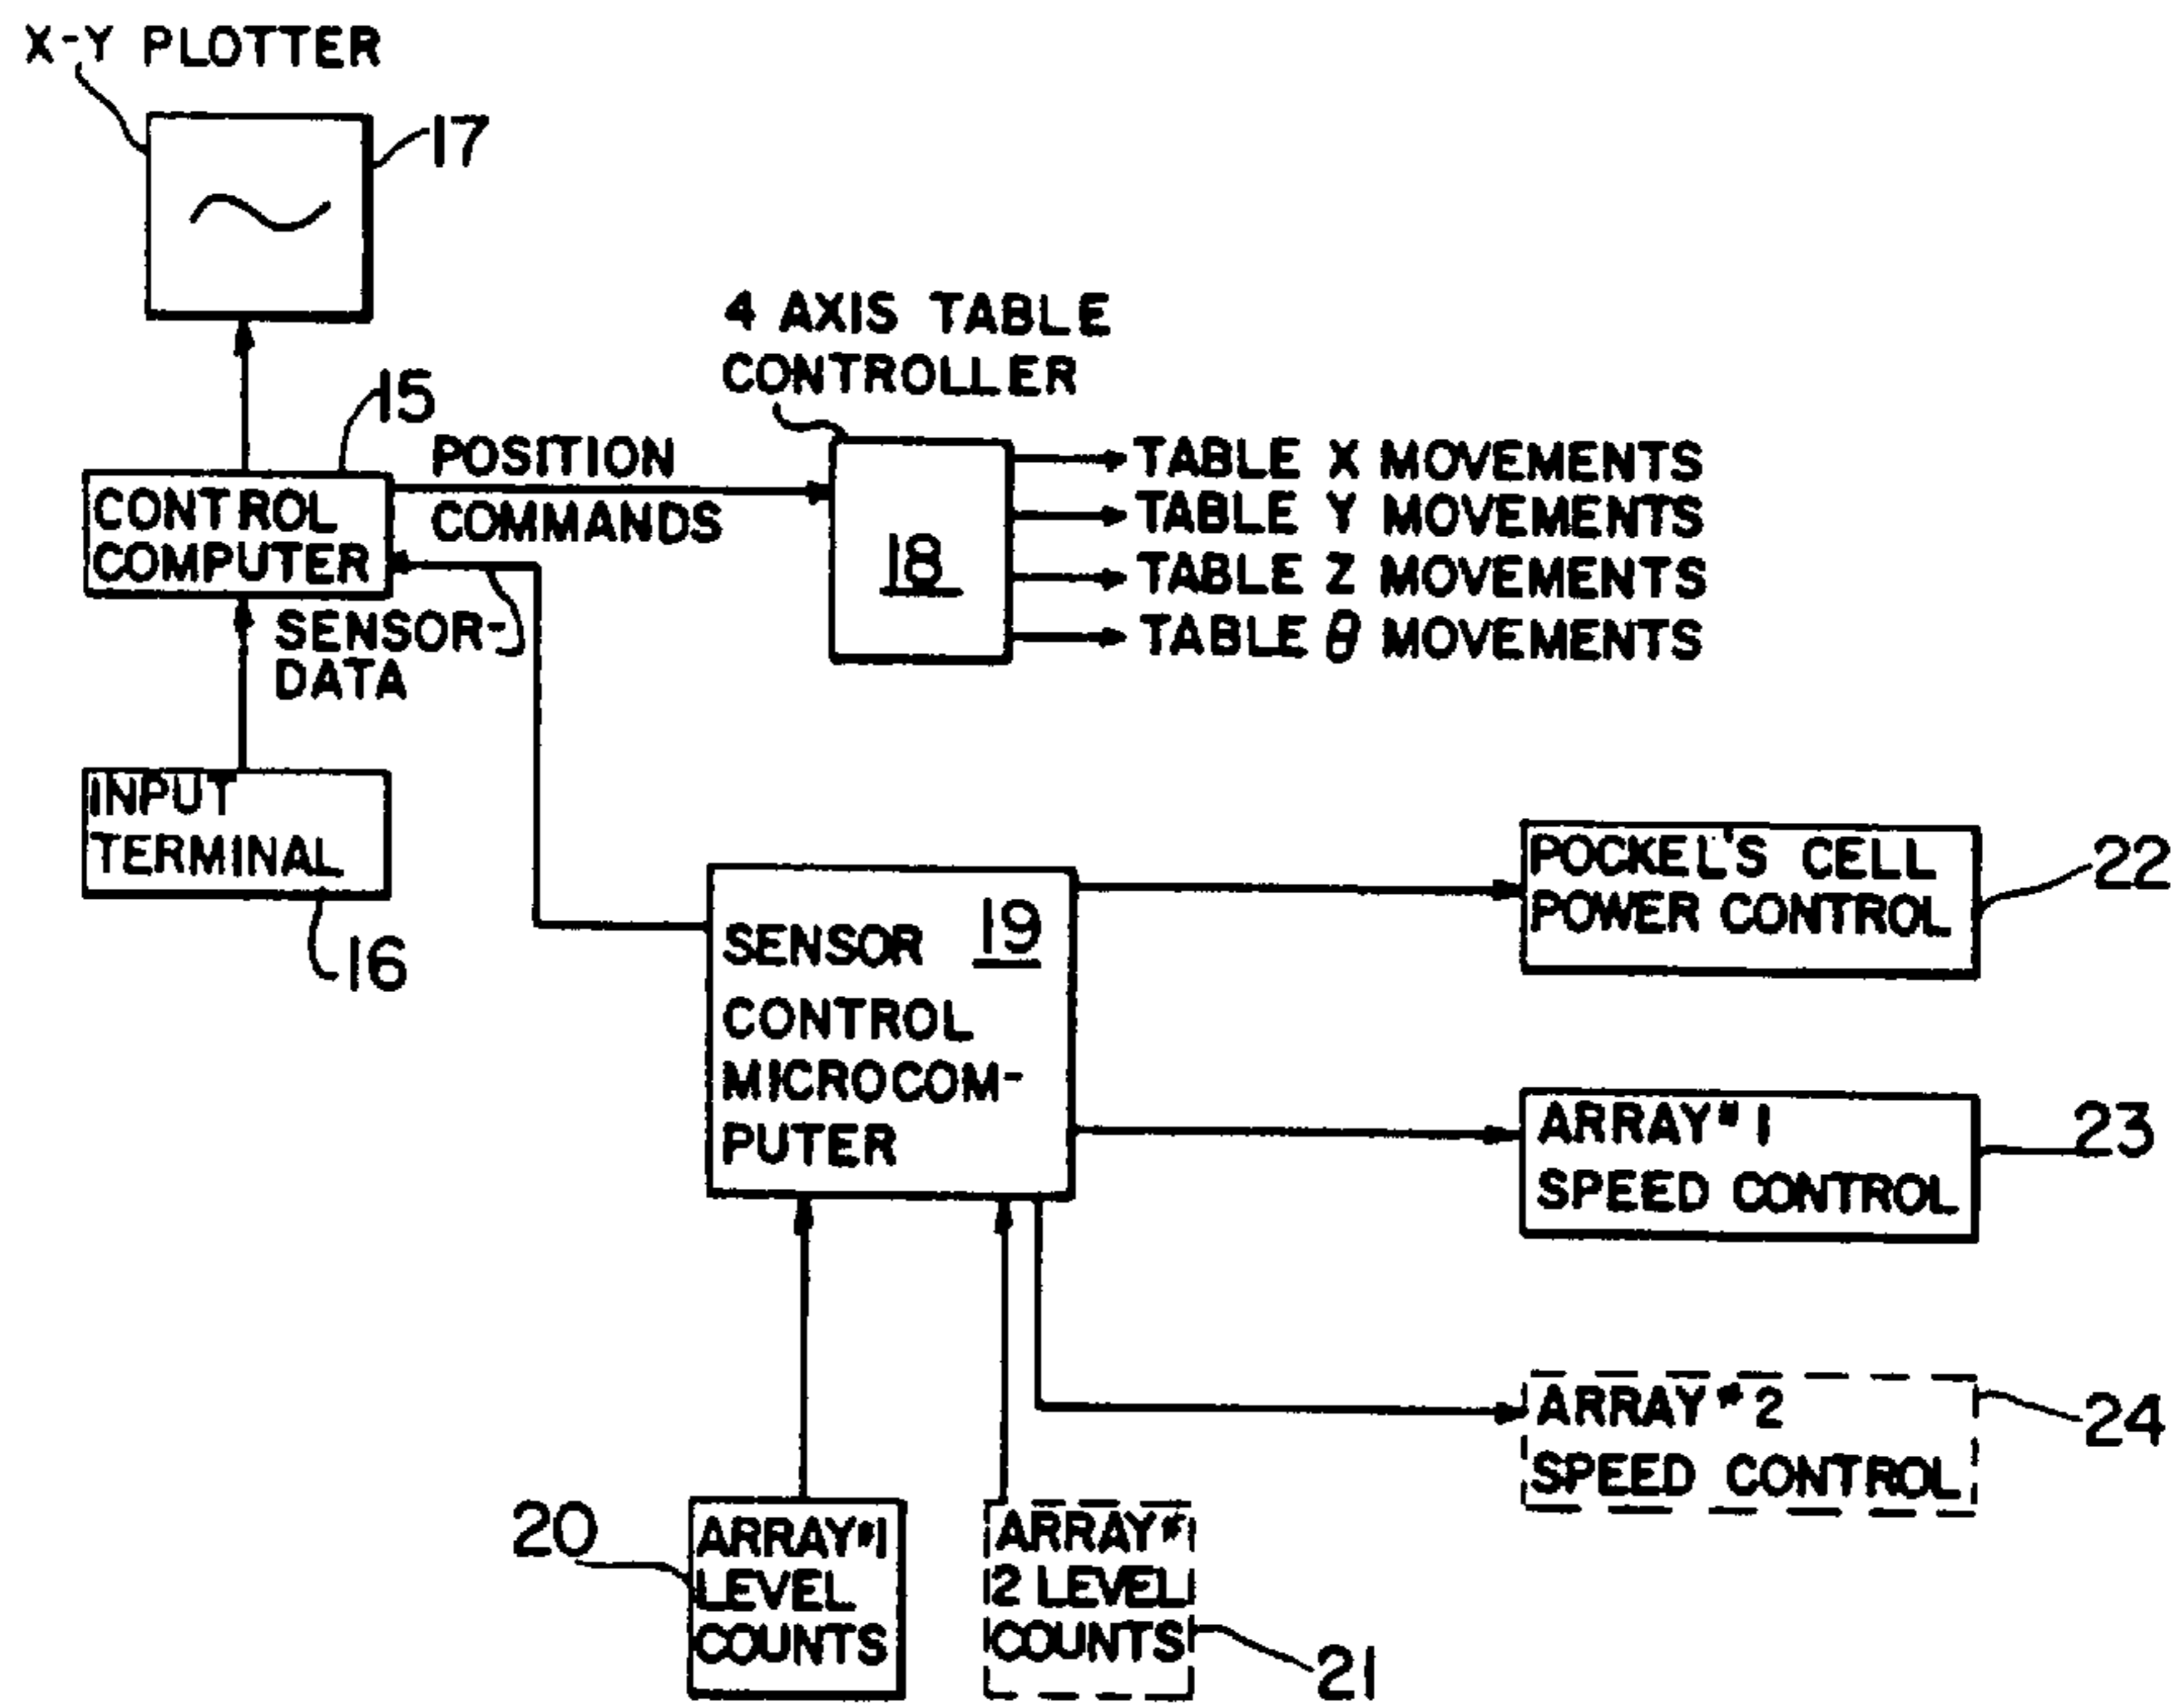 X-Y PLOTTER
17
4 AXIS TABLE
CONTROLLER
15
POSITION
COMMANDS
CONTROL
COMPUTER
18
TABLE X MOVEMENTS
TABLE Y MOVEMENTS
TABLE Z MOVEMENTS
TABLE θ MOVEMENTS
SENSOR-
DATA
INPUT
TERMINAL
16
SENSOR 19
CONTROL
MICROCOM-
PUTER
POCKEL'S CELL
POWER CONTROL
22
ARRAY #1
SPEED CONTROL
23
ARRAY #2
SPEED CONTROL
24
20
ARRAY #1
LEVEL
COUNTS
ARRAY #
2 LEVEL
COUNTS
21